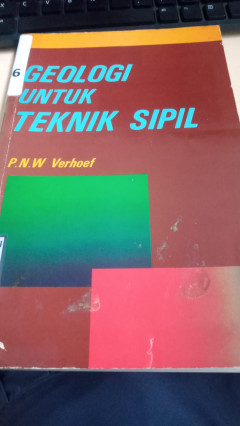 6
GEOLOGI
UNTUK
TEKNIK SIPIL
P.N.W Verhoef